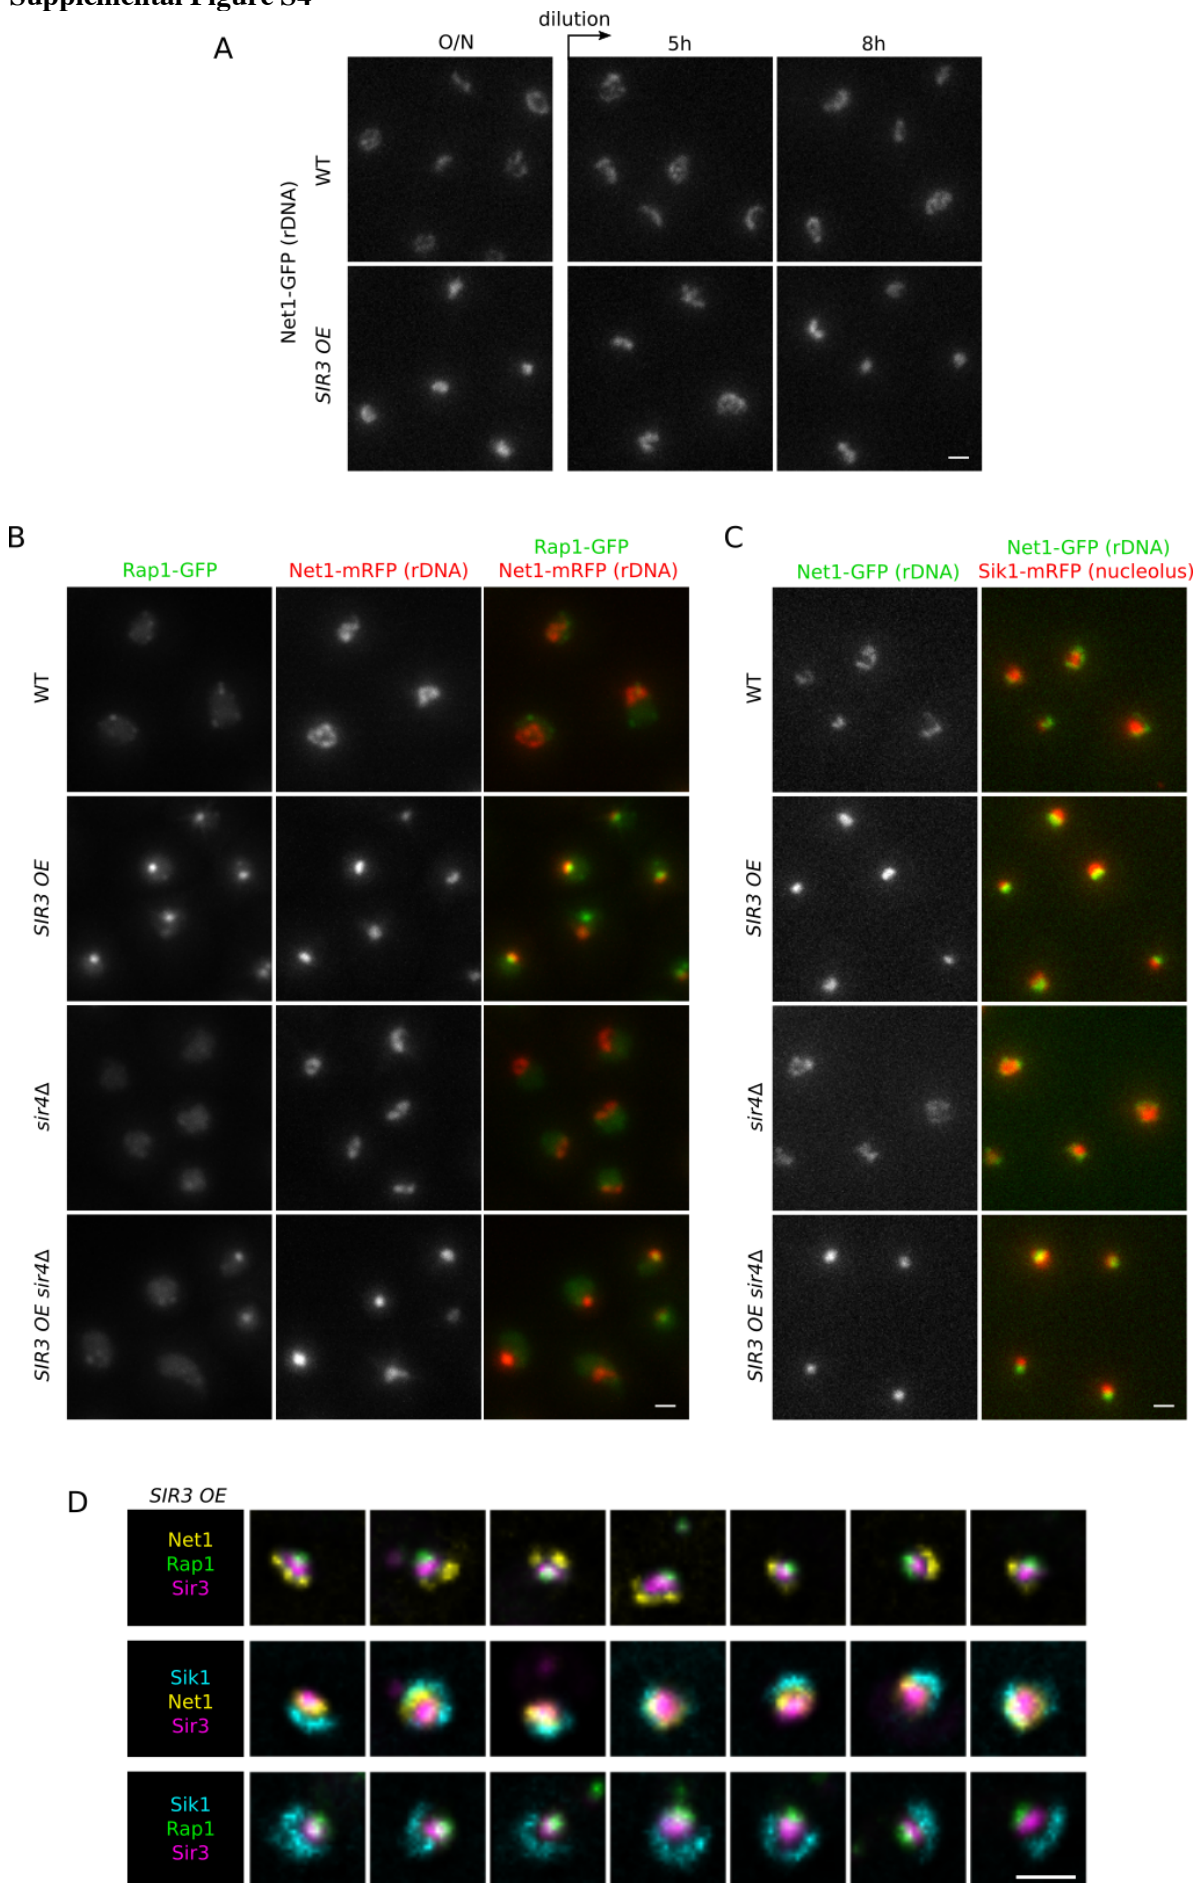 Supplemental Figure S4
A
dilution
O/N
5h
8h
Net1-GFP (rDNA)
WT
SIR3 OE
B
Rap1-GFP
Net1-mRFP (rDNA)
Rap1-GFP
Net1-mRFP (rDNA)
WT
SIR3 OE
sir4Δ
SIR3 OE sir4Δ
C
Net1-GFP (rDNA)
Net1-GFP (rDNA)
Sik1-mRFP (nucleolus)
WT
SIR3 OE
sir4Δ
SIR3 OE sir4Δ
D
SIR3 OE
Net1
Rap1
Sir3
Sik1
Net1
Sir3
Sik1
Rap1
Sir3